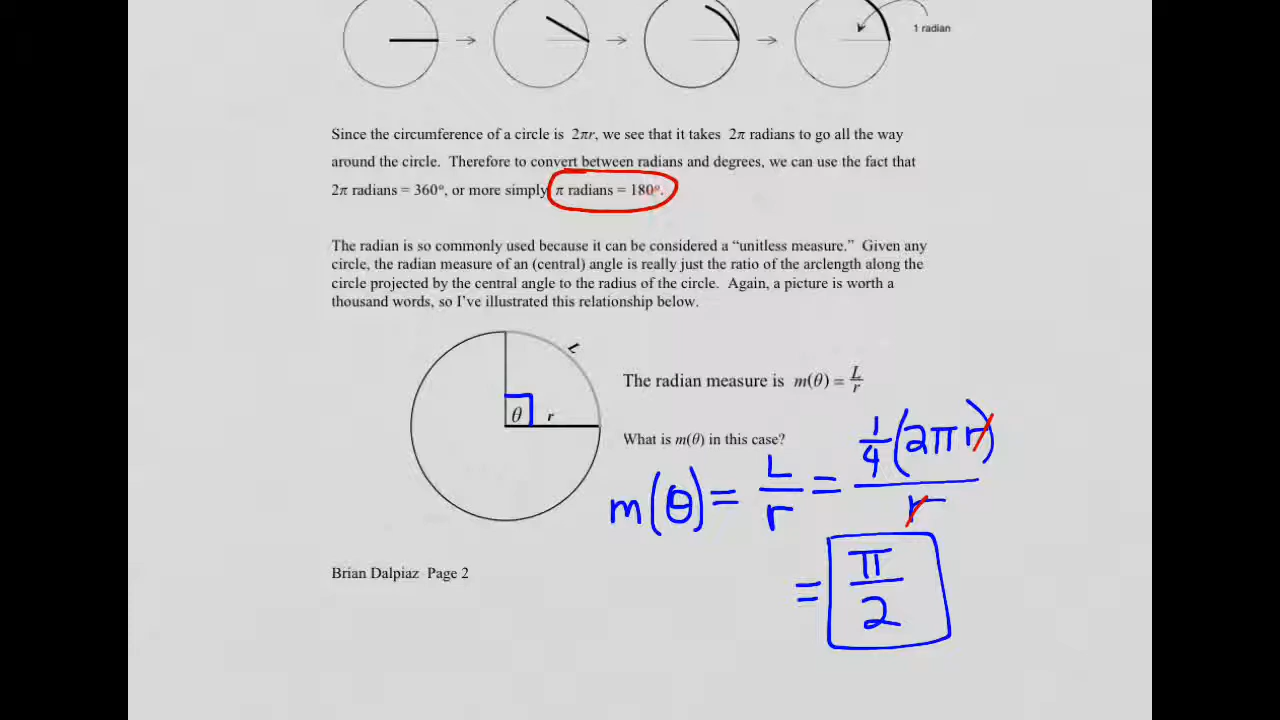 1 radian
Since the circumference of a circle is 2πr, we see that it takes 2π radians to go all the way
around the circle. Therefore to convert between radians and degrees, we can use the fact that
2π radians = 360°, or more simply π radians = 180°.
The radian is so commonly used because it can be considered a “unitless measure.” Given any
circle, the radian measure of an (central) angle is really just the ratio of the arclength along the
circle projected by the central angle to the radius of the circle. Again, a picture is worth a
thousand words, so I’ve illustrated this relationship below.
L
θ r
The radian measure is m(θ) = L/r
What is m(θ) in this case?
m(θ) = L/r = 1/4 (2πr)/r
= π/2
Brian Dalpiaz Page 2